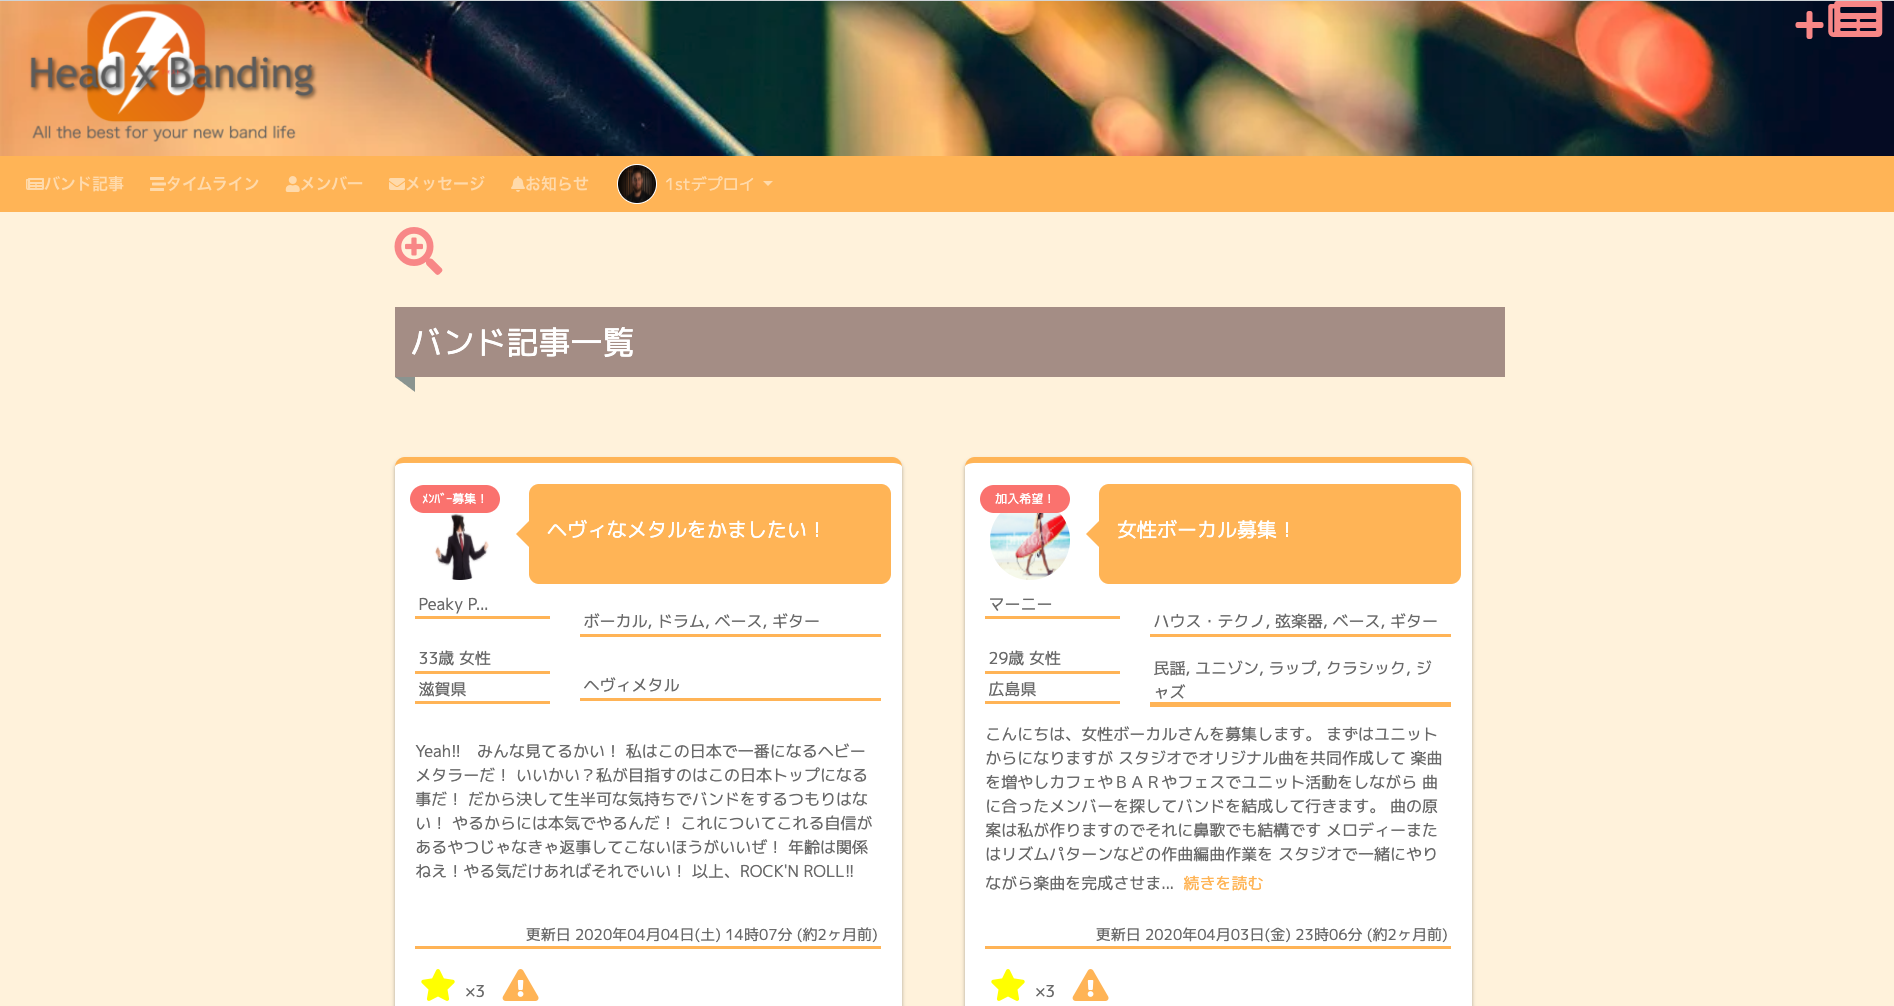 Head x Banding
All the best for your new band life
バンド記事 タイムライン メンバー メッセージ お知らせ 1stデプロイ
バンド記事一覧
ﾒﾝﾊﾞｰ募集！
ヘヴィなメタルをかましたい！
Peaky P...
ボーカル, ドラム, ベース, ギター
33歳 女性
滋賀県
ヘヴィメタル
Yeah!!　みんな見てるかい！ 私はこの日本で一番になるヘビー
メタラーだ！ いいかい？私が目指すのはこの日本トップになる
事だ！ だから決して生半可な気持ちでバンドをするつもりはな
い！ やるからには本気でやるんだ！ これについてこれる自信が
あるやつじゃなきゃ返事してこないほうがいいぜ！ 年齢は関係
ねえ！やる気だけあればそれでいい！ 以上、ROCK'N ROLL!!
更新日 2020年04月04日(土) 14時07分 (約2ヶ月前)
×3
加入希望！
女性ボーカル募集！
マーニー
ハウス・テクノ, 弦楽器, ベース, ギター
29歳 女性
広島県
民謡, ユニゾン, ラップ, クラシック, ジ
ャズ
こんにちは、女性ボーカルさんを募集します。 まずはユニット
からになりますが スタジオでオリジナル曲を共同作成して 楽曲
を増やしカフェやＢＡＲやフェスでユニット活動をしながら 曲
に合ったメンバーを探してバンドを結成して行きます。 曲の原
案は私が作りますのでそれに鼻歌でも結構です メロディーまた
はリズムパターンなどの作曲編曲作業を スタジオで一緒にやり
ながら楽曲を完成させま... 続きを読む
更新日 2020年04月03日(金) 23時06分 (約2ヶ月前)
×3